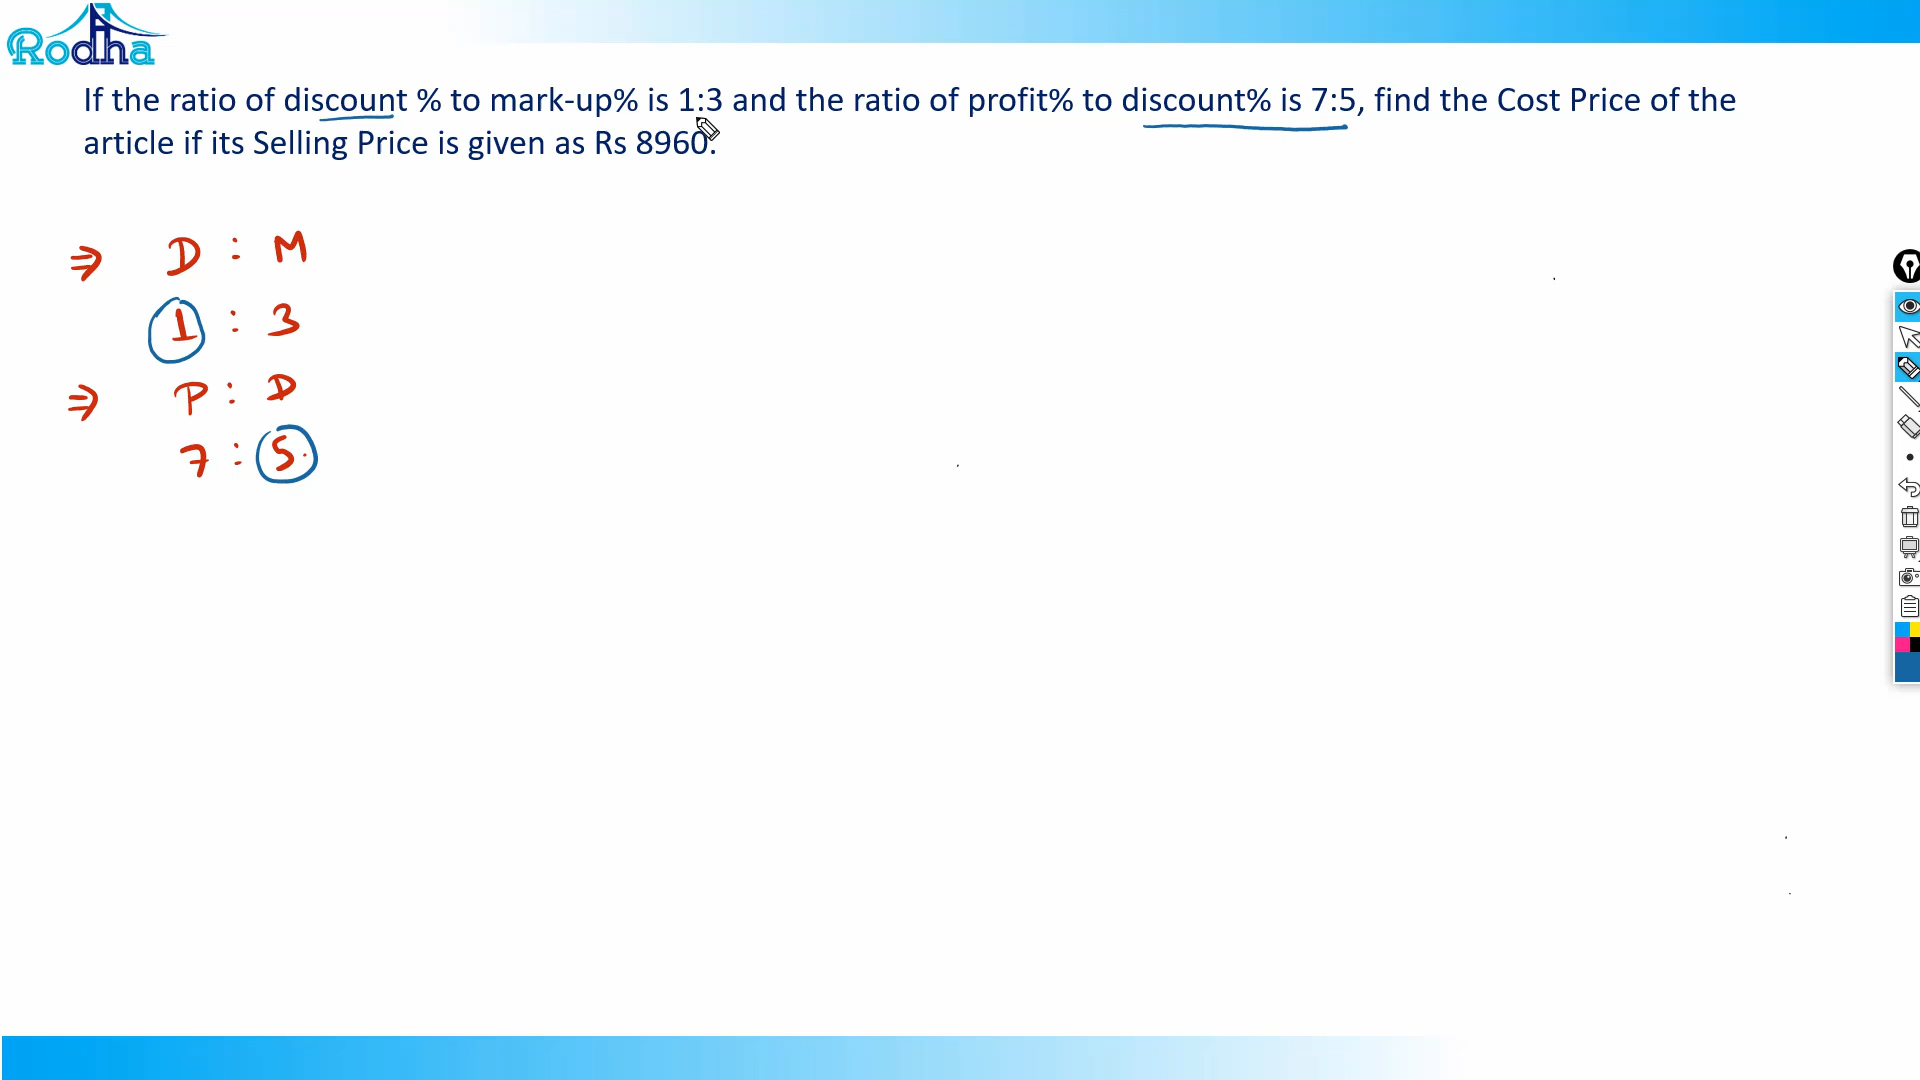 Rodha
If the ratio of discount % to mark-up% is 1:3 and the ratio of profit% to discount% is 7:5, find the Cost Price of the
article if its Selling Price is given as Rs 8960.
⇒ D : M
1 : 3
⇒ P : D
7 : 5